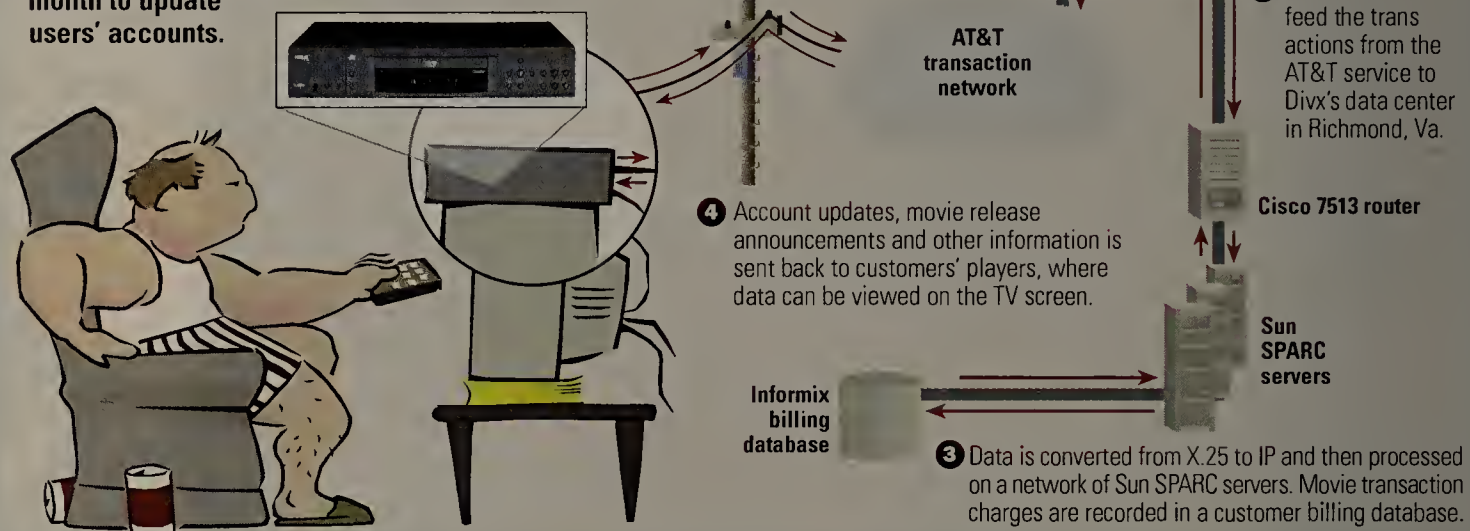 month to update
users' accounts.
AT&T
transaction
network
feed the trans
actions from the
AT&T service to
Divx's data center
in Richmond, Va.
Cisco 7513 router
4 Account updates, movie release
announcements and other information is
sent back to customers' players, where
data can be viewed on the TV screen.
Sun
SPARC
servers
Informix
billing
database
3 Data is converted from X.25 to IP and then processed
on a network of Sun SPARC servers. Movie transaction
charges are recorded in a customer billing database.